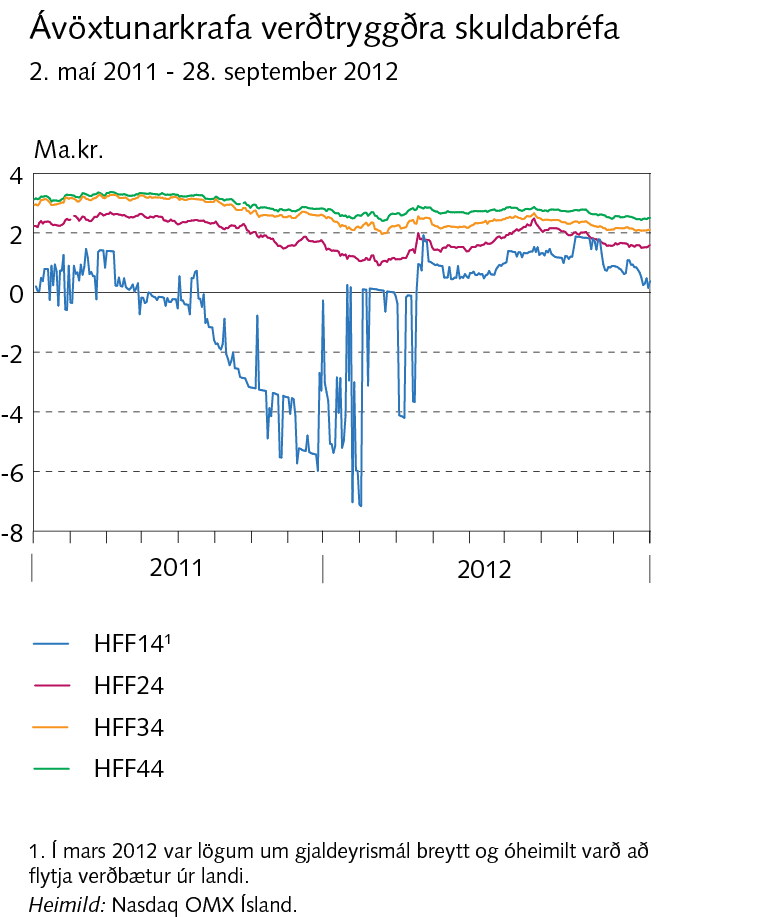 Ávöxtunarkrafa verðtryggðra skuldabréfa
2. maí 2011 - 28. september 2012
Ma.kr.
4
2
0
-2
-4
-6
-8
2011 2012
HFF14¹
HFF24
HFF34
HFF44
1. Í mars 2012 var lögum um gjaldeyrismál breytt og óheimilt varð að
flytja verðbætur úr landi.
Heimild: Nasdaq OMX Ísland.